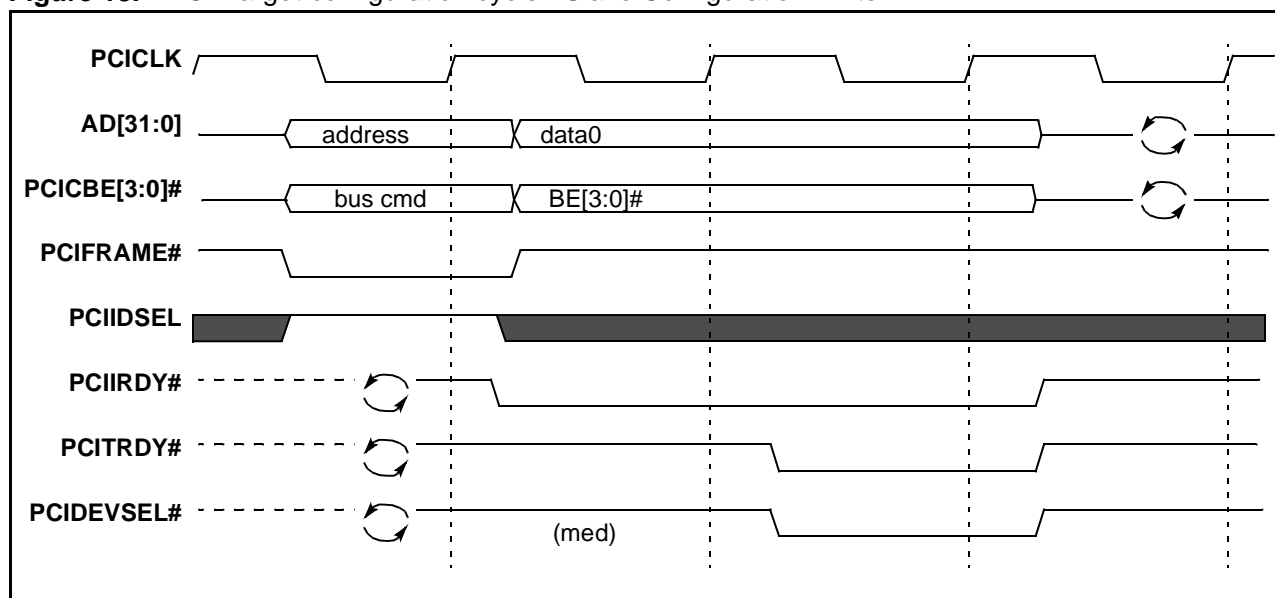 PCICLK
AD[31:0]
address
data0
PCICBE[3:0]#
bus cmd
BE[3:0]#
PCIFRAME#
PCIIDSEL
PCIIRDY#
PCITRDY#
PCIDEVSEL#
(med)